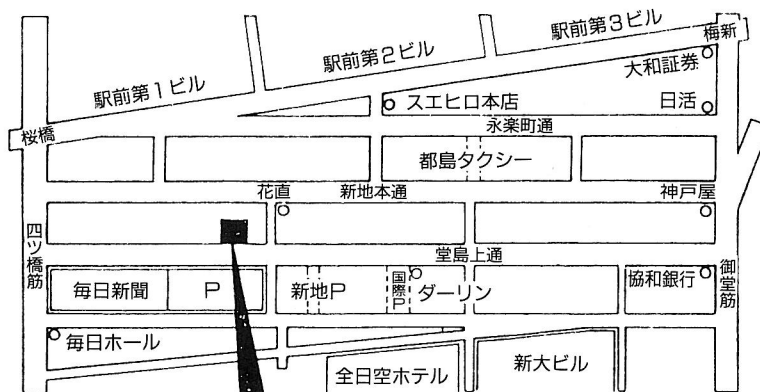 駅前第1ビル
駅前第2ビル
駅前第3ビル
梅新
大和証券
スエヒロ本店
日活
桜橋
永楽町通
都島タクシー
花直
新地本通
神戸屋
四ツ橋筋
堂島上通
御堂筋
毎日新聞
P
新地P
国際P
ダーリン
協和銀行
毎日ホール
全日空ホテル
新大ビル